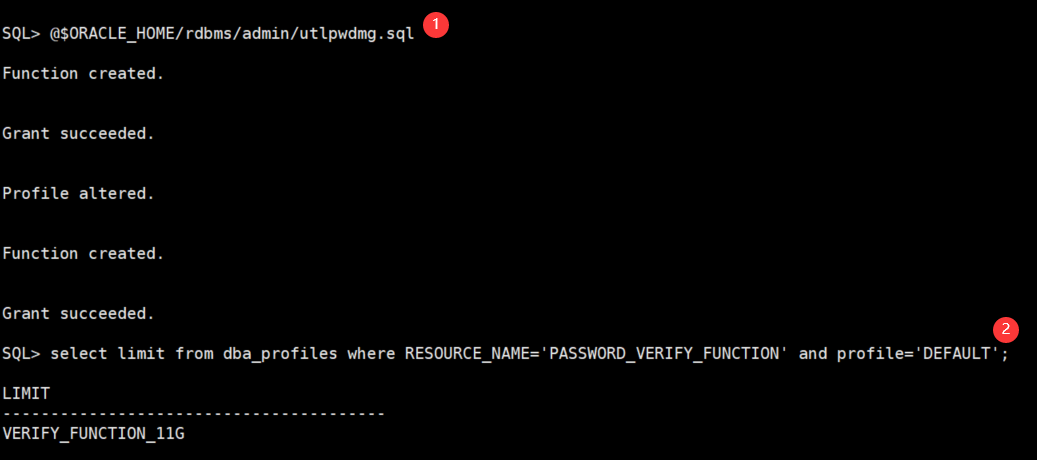 SQL> @$ORACLE_HOME/rdbms/admin/utlpwdmg.sql 1
Function created.
Grant succeeded.
Profile altered.
Function created.
Grant succeeded.
2
SQL> select limit from dba_profiles where RESOURCE_NAME='PASSWORD_VERIFY_FUNCTION' and profile='DEFAULT';
LIMIT
----------------------------------------
VERIFY_FUNCTION_11G